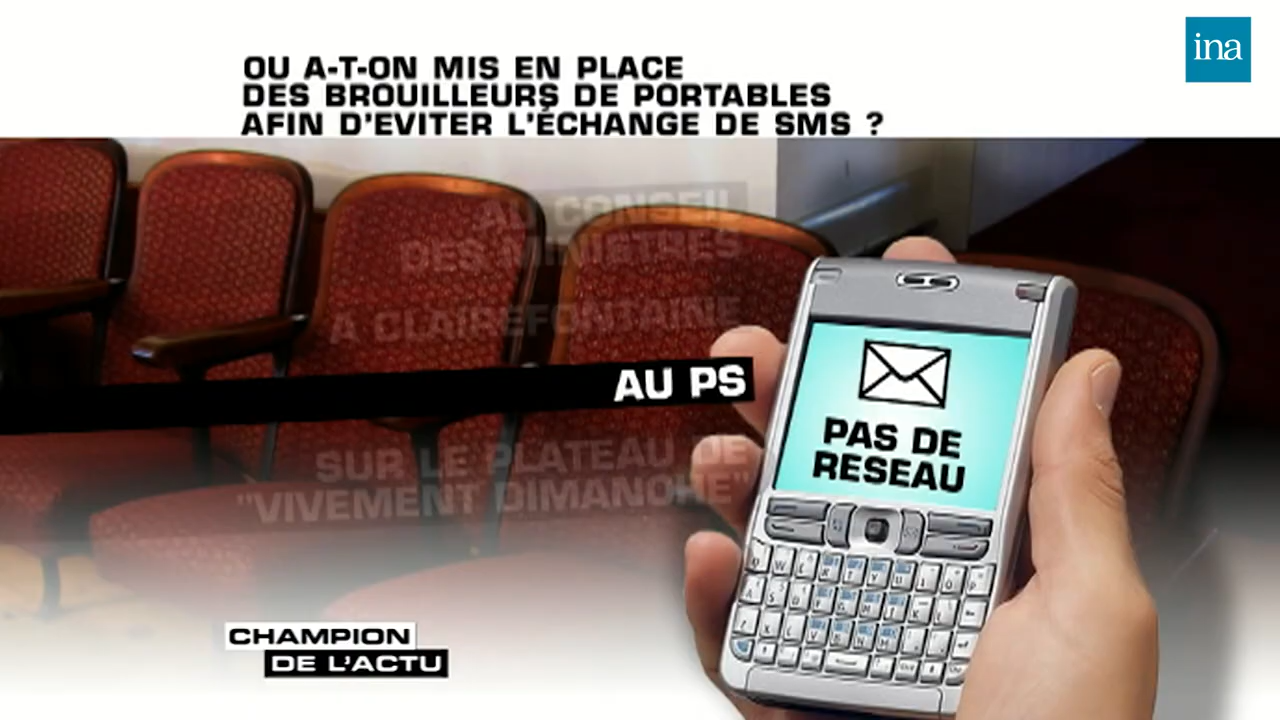 ina
OU A-T-ON MIS EN PLACE
DES BROUILLEURS DE PORTABLES
AFIN D'EVITER L'ÉCHANGE DE SMS ?
AU CONSEIL
DES MINISTRES
A CLAIREFONTAINE
AU PS
SUR LE PLATEAU DE
"VIVEMENT DIMANCHE"
PAS DE
RESEAU
CHAMPION
DE L'ACTU